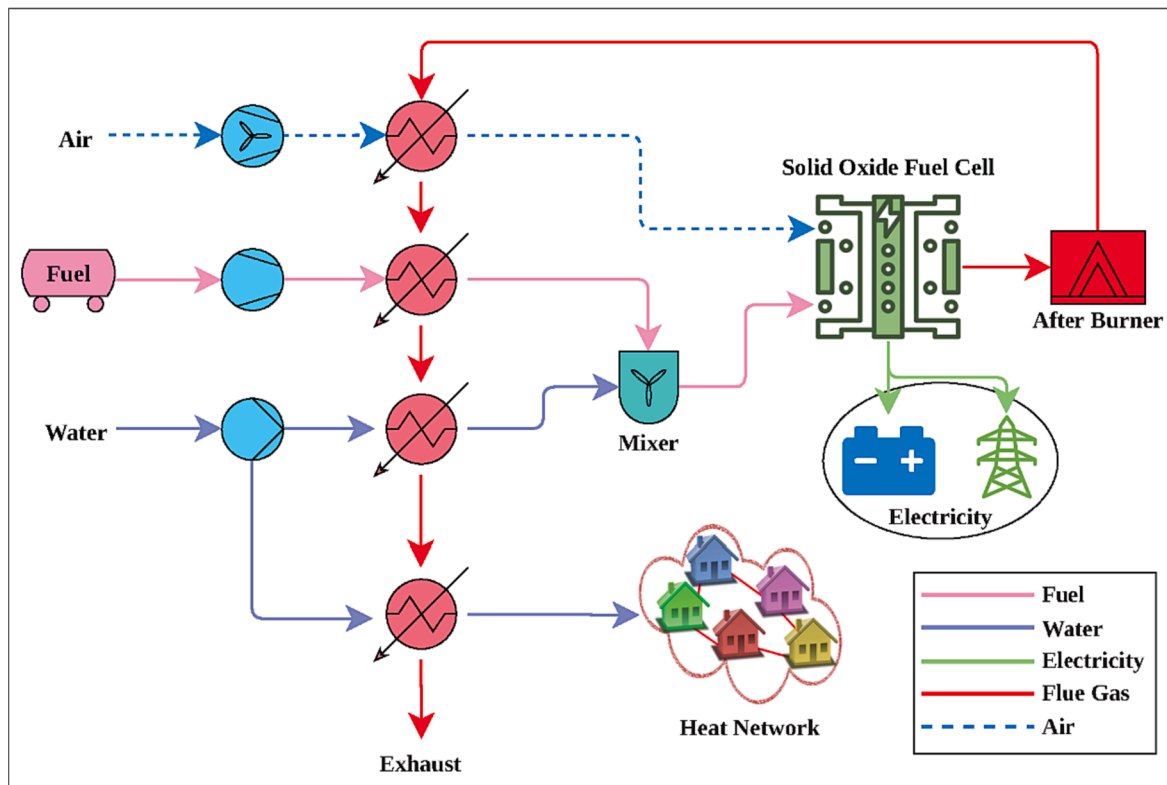 Air
Solid Oxide Fuel Cell
Fuel
After Burner
Water
Mixer
Electricity
Heat Network
Exhaust
Fuel
Water
Electricity
Flue Gas
Air